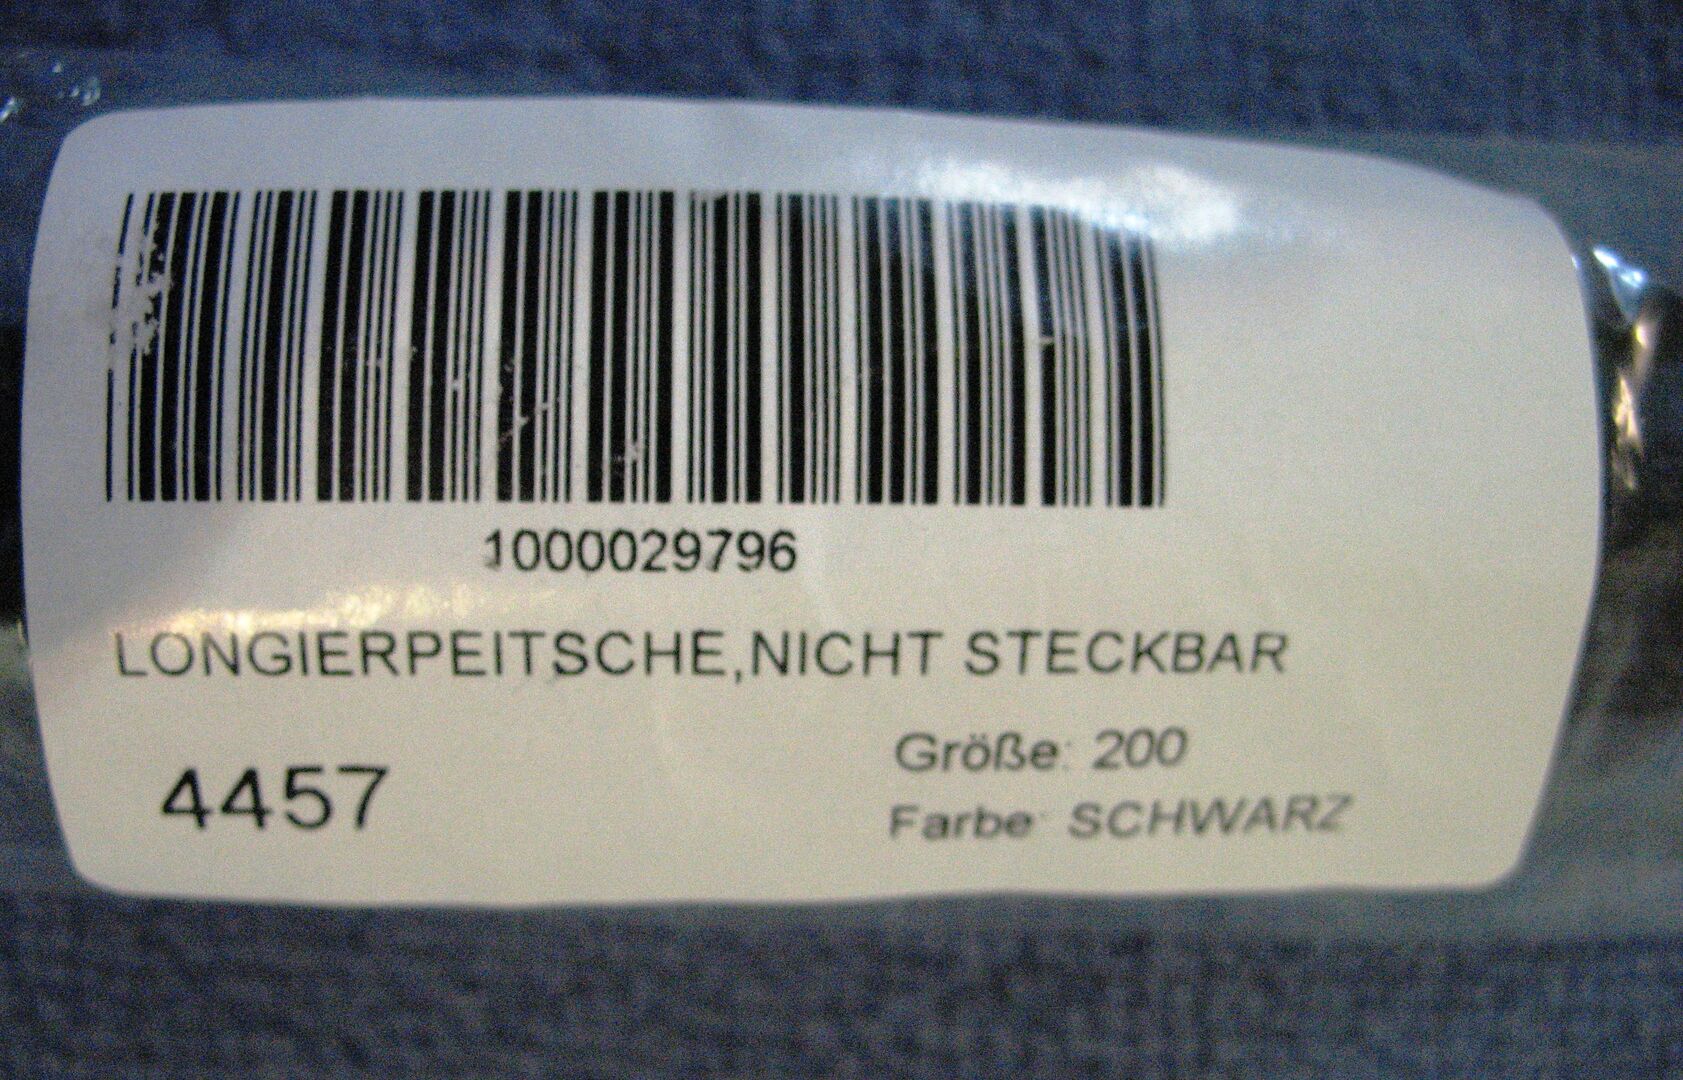 1000029796
LONGIERPEITSCHE,NICHT STECKBAR
4457
Größe: 200
Farbe: SCHWARZ